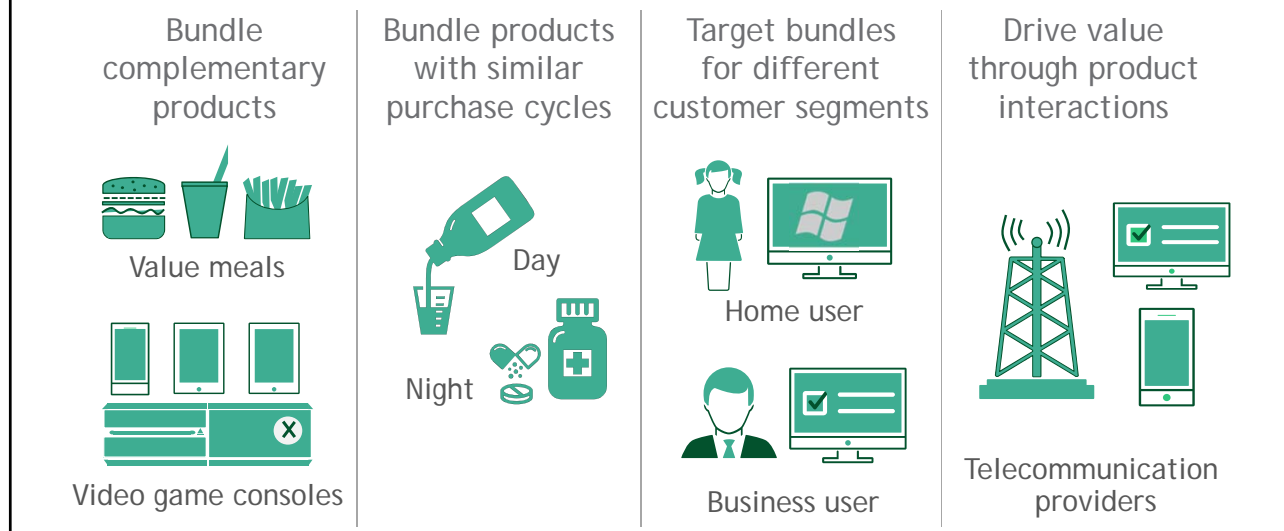 Bundle
complementary
products
Value meals
X
Video game consoles
Bundle products
with similar
purchase cycles
Day
Night
Target bundles
for different
customer segments
Home user
Business user
Drive value
through product
interactions
Telecommunication
providers